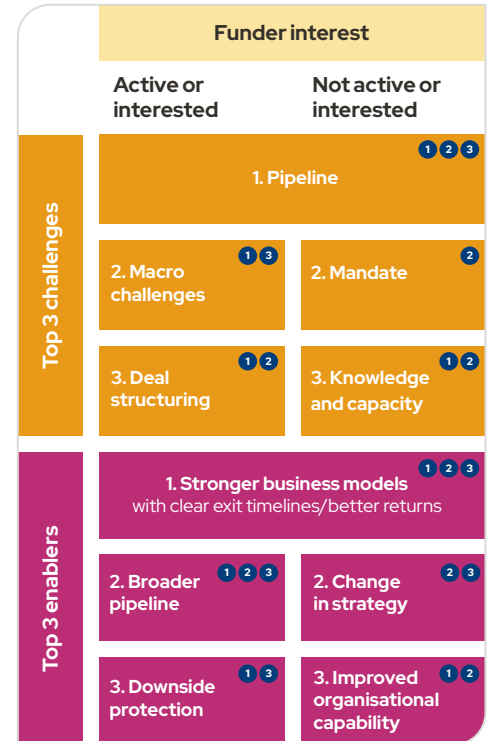 Funder interest
Active or
interested
Not active or
interested
Top 3 challenges
1 2 3
1. Pipeline
1 3
2. Macro
challenges
2
2. Mandate
1 2
3. Deal
structuring
1 2
3. Knowledge
and capacity
Top 3 enablers
1 2 3
1. Stronger business models
with clear exit timelines/better returns
1 2 3
2. Broader
pipeline
2 3
2. Change
in strategy
1 3
3. Downside
protection
1 2
3. Improved
organisational
capability